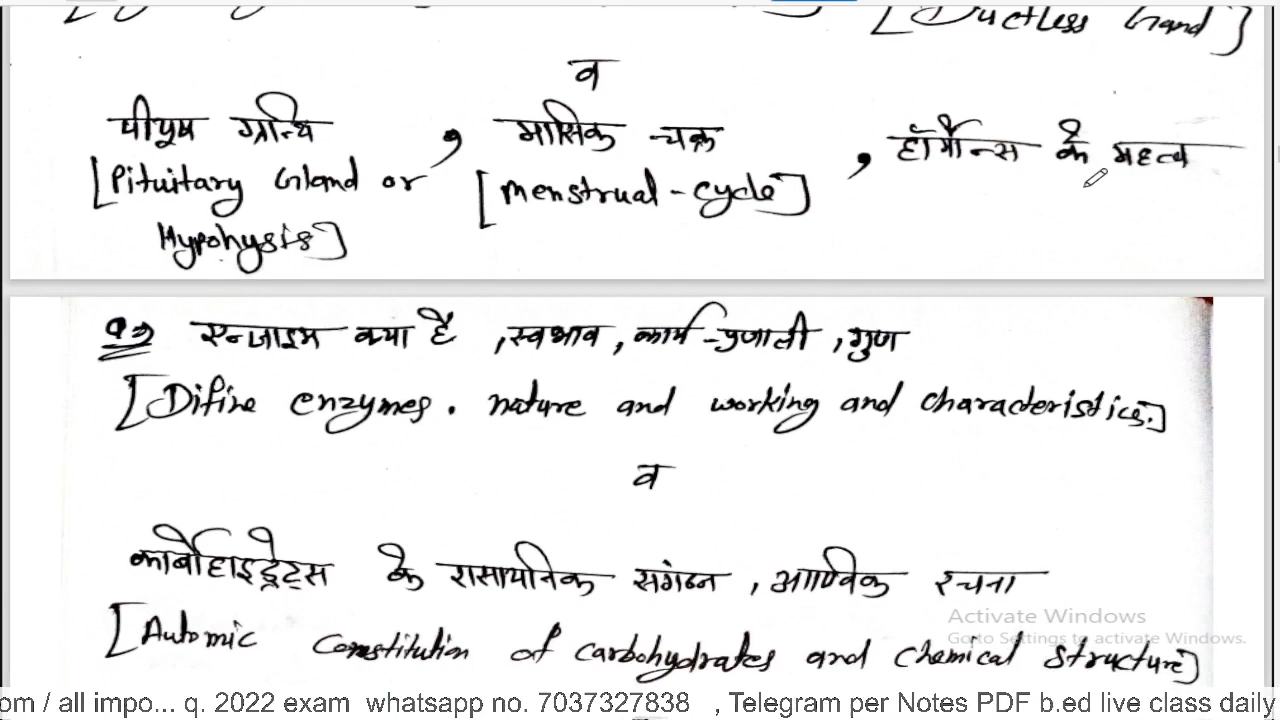 [Ductless Gland]
व
पीयूष ग्रन्थि , मासिक चक्र , हॉर्मोन्स के महत्व
[Pituitary Gland or [menstrual-cycle]
Hypohysis]
Q⇒ एन्जाइम क्या है , स्वभाव , कार्य-प्रणाली , गुण
[Difine enzymes. nature and working and characteristics.]
व
कार्बोहाइड्रेट्स के रासायनिक संगठन , आण्विक रचना
[Automic Constitution of carbohydrates and chemical structure]
Activate Windows
Go to Settings to activate Windows.
om / all impo... q. 2022 exam whatsapp no. 7037327838 , Telegram per Notes PDF b.ed live class daily